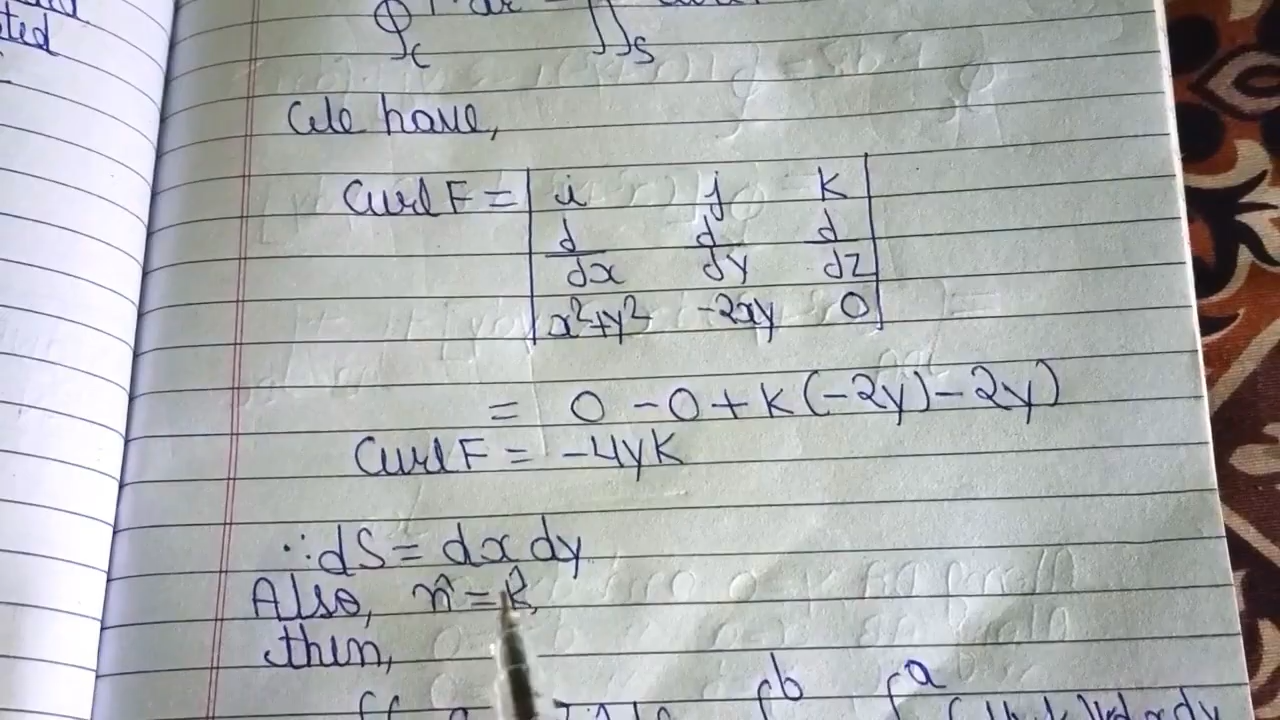 ted
∮c ∬s
We have,
Curl F = | i j k |
| d/dx d/dy d/dz |
| x²+y² -2xy 0 |
= 0 - 0 + k (-2y) - 2y)
Curl F = -4yk
∵ dS = dx dy
Also, n̂ = k̂
then,
b a